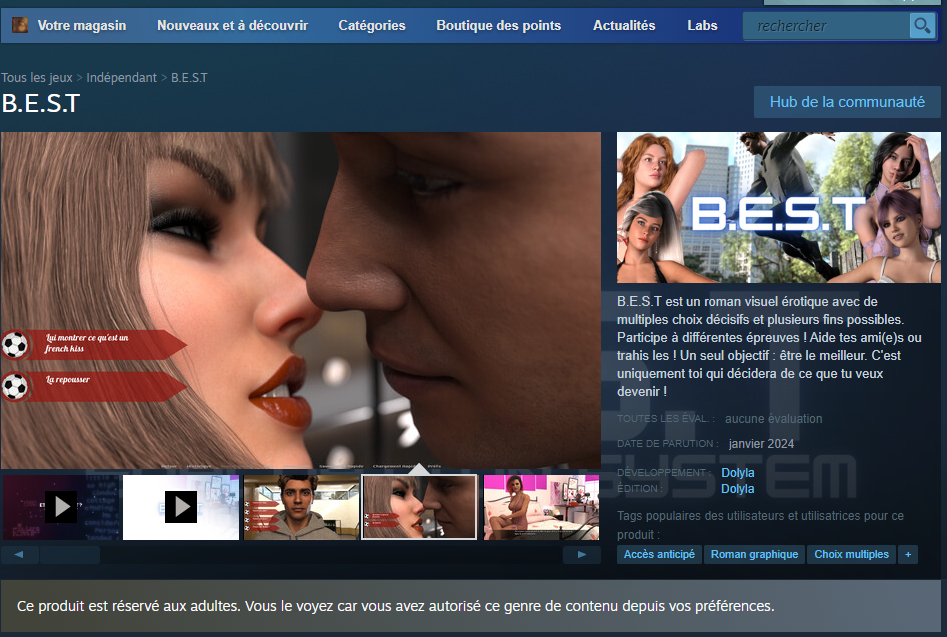 Votre magasin Nouveaux et à découvrir Catégories Boutique des points Actualités Labs rechercher
Tous les jeux > Indépendant > B.E.S.T
B.E.S.T
Hub de la communauté
B.E.S.T
Lui montrer ce qu'est un
french kiss
La repousser
B.E.S.T est un roman visuel érotique avec de
multiples choix décisifs et plusieurs fins possibles.
Participe à différentes épreuves ! Aide tes ami(e)s ou
trahis les ! Un seul objectif : être le meilleur. C'est
uniquement toi qui décidera de ce que tu veux
devenir !
TOUTES LES ÉVAL. : aucune évaluation
DATE DE PARUTION : janvier 2024
DÉVELOPPEMENT : Dolyla
ÉDITION : Dolyla
Tags populaires des utilisateurs et utilisatrices pour ce
produit :
Accès anticipé Roman graphique Choix multiples +
Ce produit est réservé aux adultes. Vous le voyez car vous avez autorisé ce genre de contenu depuis vos préférences.